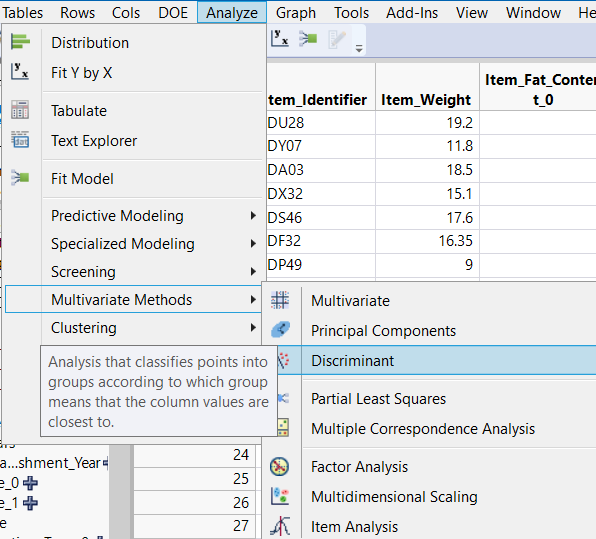 Tables Rows Cols DOE Analyze Graph Tools Add-Ins View Window He
Distribution
Fit Y by X
Tabulate
Text Explorer
Fit Model
Predictive Modeling
Specialized Modeling
Screening
Multivariate Methods
Clustering
Analysis that classifies points into
groups according to which group
means that the column values are
closest to.
tem_Identifier Item_Weight Item_Fat_Conten
t_0
DU28 19.2
DY07 11.8
DA03 18.5
DX32 15.1
DS46 17.6
DF32 16.35
DP49 9
Multivariate
Principal Components
Discriminant
Partial Least Squares
Multiple Correspondence Analysis
Factor Analysis
Multidimensional Scaling
Item Analysis
a...shment_Year
e_0
e_1
e
24
25
26
27